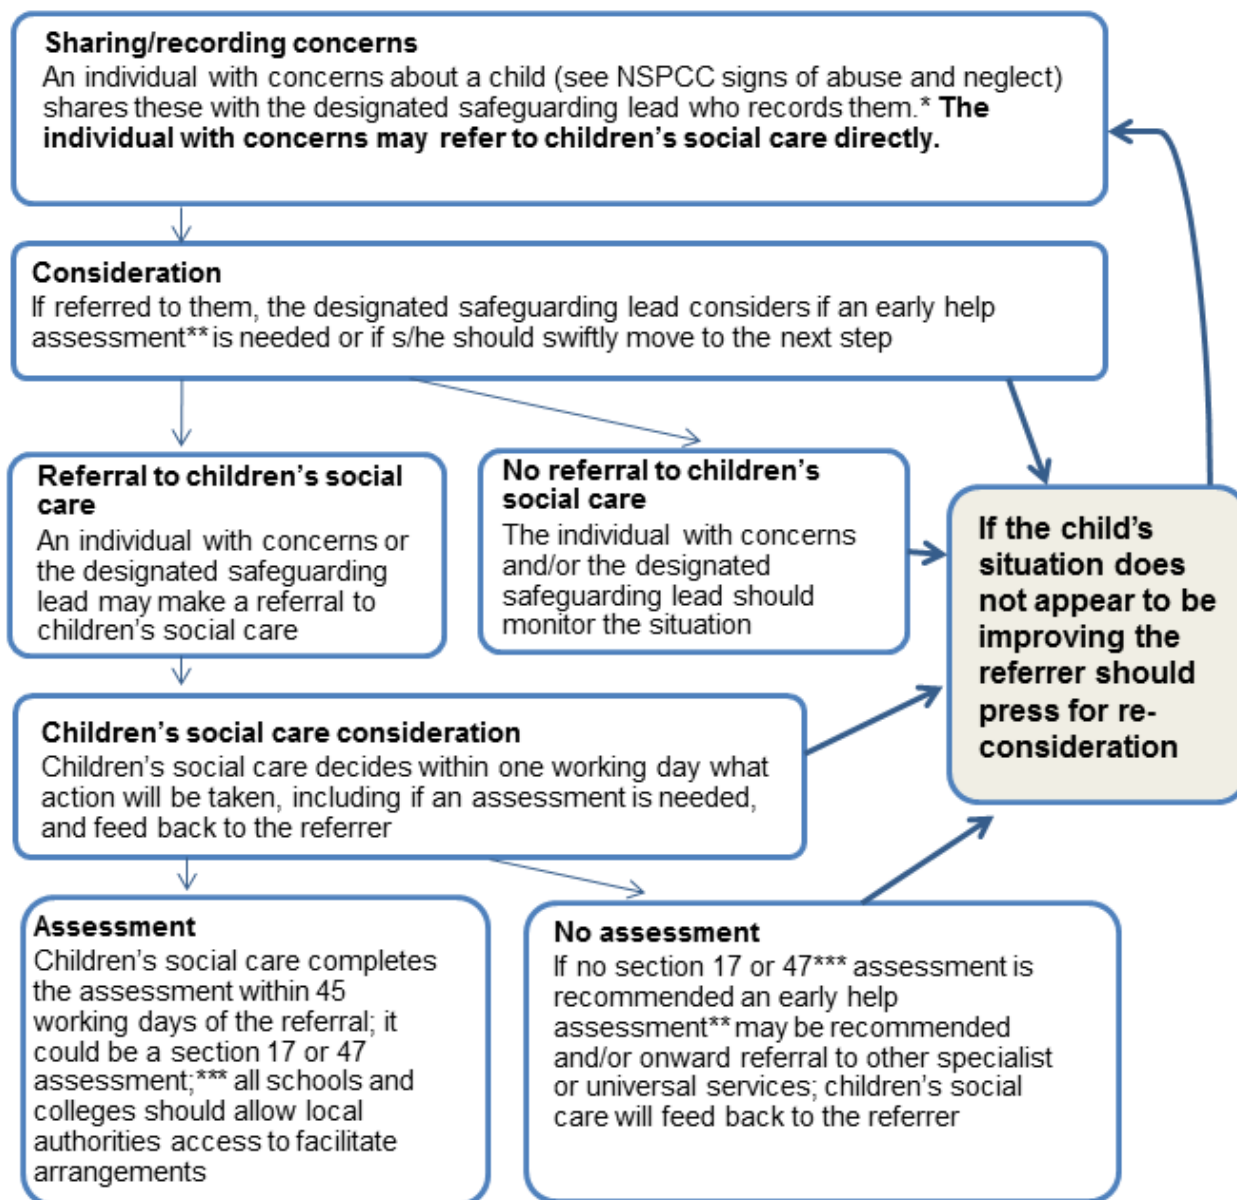 Sharing/recording concerns
An individual with concerns about a child (see NSPCC signs of abuse and neglect)
shares these with the designated safeguarding lead who records them.* The
individual with concerns may refer to children's social care directly.
Consideration
If referred to them, the designated safeguarding lead considers if an early help
assessment** is needed or if s/he should swiftly move to the next step
Referral to children's social
care
An individual with concerns or
the designated safeguarding
lead may make a referral to
children's social care
No referral to children's
social care
The individual with concerns
and/or the designated
safeguarding lead should
monitor the situation
If the child's
situation does
not appear to be
improving the
referrer should
press for re-
consideration
Children's social care consideration
Children's social care decides within one working day what
action will be taken, including if an assessment is needed,
and feed back to the referrer
Assessment
Children's social care completes
the assessment within 45
working days of the referral; it
could be a section 17 or 47
assessment;*** all schools and
colleges should allow local
authorities access to facilitate
arrangements
No assessment
If no section 17 or 47*** assessment is
recommended an early help
assessment** may be recommended
and/or onward referral to other specialist
or universal services; children's social
care will feed back to the referrer